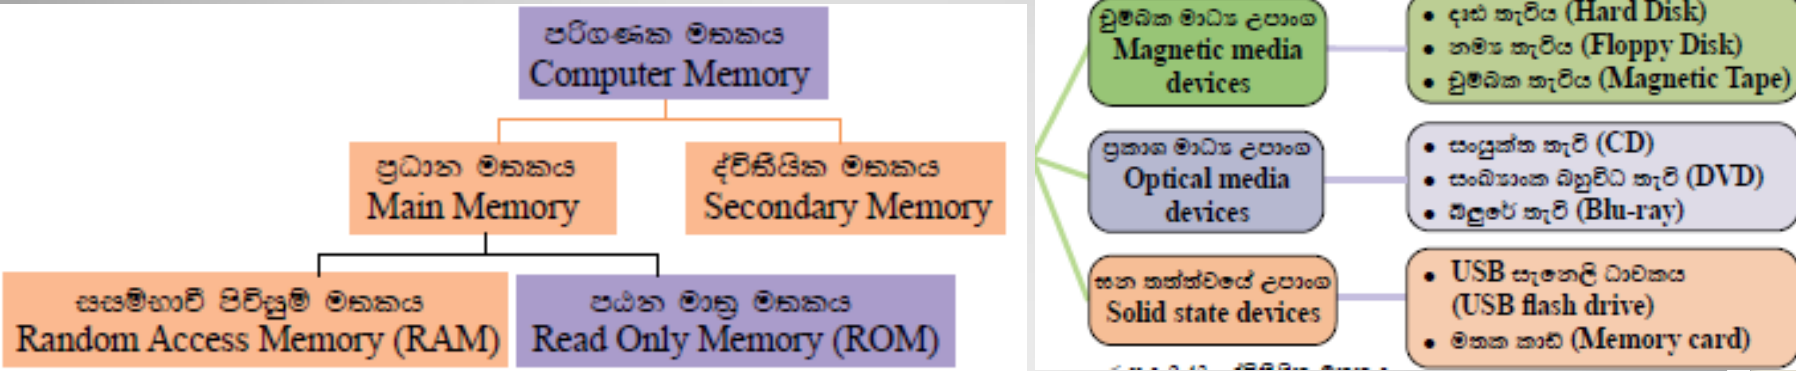 පරිගණක මතකය
Computer Memory
ප්‍රධාන මතකය
Main Memory
ද්විතීයික මතකය
Secondary Memory
සසම්භාවී පිවිසුම් මතකය
Random Access Memory (RAM)
පඨන මාත්‍ර මතකය
Read Only Memory (ROM)
චුම්බක මාධ්‍ය උපාංග
Magnetic media
devices
• දෘඪ තැටිය (Hard Disk)
• නම්‍ය තැටිය (Floppy Disk)
• චුම්බක තැටිය (Magnetic Tape)
ප්‍රකාශ මාධ්‍ය උපාංග
Optical media
devices
• සංයුක්ත තැටි (CD)
• සංඛ්‍යාංක බහුවිධ තැටි (DVD)
• බ්ලූරේ තැටි (Blu-ray)
ඝන තත්ත්වයේ උපාංග
Solid state devices
• USB සැණෙලි ධාවකය
(USB flash drive)
• මතක කාඩ් (Memory card)